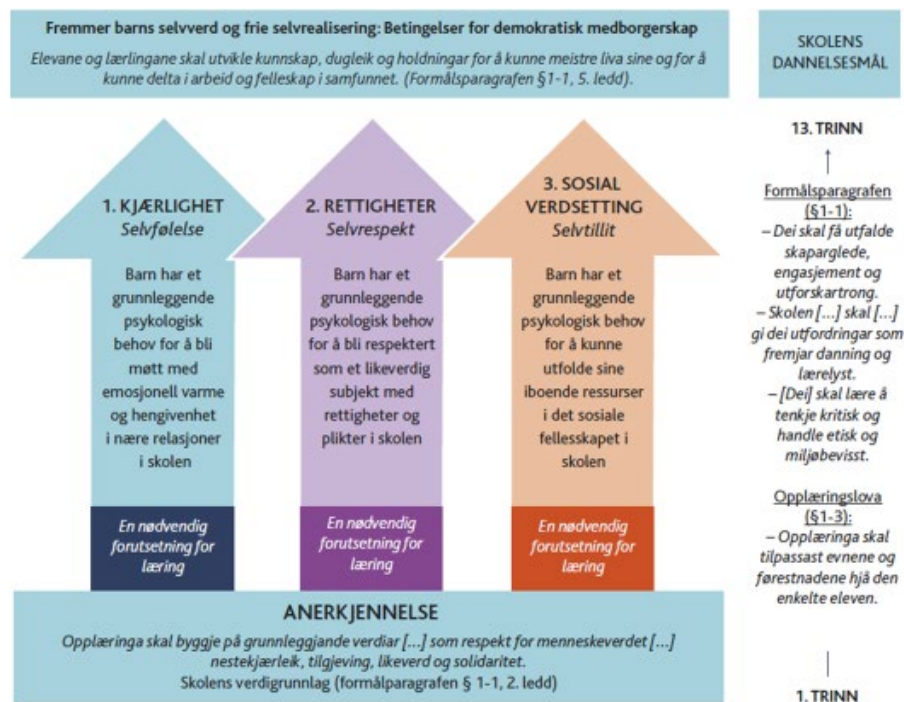 Fremmer barns selvverd og frie selvrealisering: Betingelser for demokratisk medborgerskap
Elevane og lærlingane skal utvikle kunnskap, dugleik og holdningar for å kunne meistre liva sine og for å
kunne delta i arbeid og felleskap i samfunnet. (Formålsparagrafen §1-1, 5. ledd).
1. KJÆRLIGHET
Selvfølelse
Barn har et
grunnleggende
psykologisk
behov for å bli
møtt med
emosjonell varme
og hengivenhet
i nære relasjoner
i skolen
En nødvendig
forutsetning for
læring
2. RETTIGHETER
Selvrespekt
Barn har et
grunnleggende
psykologisk behov
for å bli respektert
som et likeverdig
subjekt med
rettigheter og
plikter i skolen
En nødvendig
forutsetning for
læring
3. SOSIAL
VERDSETTING
Selvtillit
Barn har et
grunnleggende
psykologisk behov
for å kunne
utfolde sine
iboende ressurser
i det sosiale
fellesskapet i
skolen
En nødvendig
forutsetning for
læring
ANERKJENNELSE
Opplæringa skal byggje på grunnleggjande verdiar [...] som respekt for menneskeverdet [...]
nestekjærleik, tilgjeving, likeverd og solidaritet.
Skolens verdigrunnlag (formålparagrafen § 1-1, 2. ledd)
SKOLENS
DANNELSESMÅL
13. TRINN
Formålsparagrafen
(§1-1):
– Dei skal få utfalde
skaparglede,
engasjement og
utforskartrong.
– Skolen [...] skal [...]
gi dei utfordringar som
fremjar danning og
lærelyst.
– [Dei] skal lære å
tenkje kritisk og
handle etisk og
miljøbevisst.
Opplæringslova
(§1-3):
– Opplæringa skal
tilpassast evnene og
førestnadene hjå den
enkelte eleven.
1. TRINN